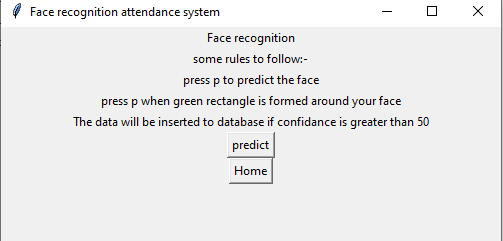 Face recognition attendance system
Face recognition
some rules to follow:-
press p to predict the face
press p when green rectangle is formed around your face
The data will be inserted to database if confidance is greater than 50
predict
Home